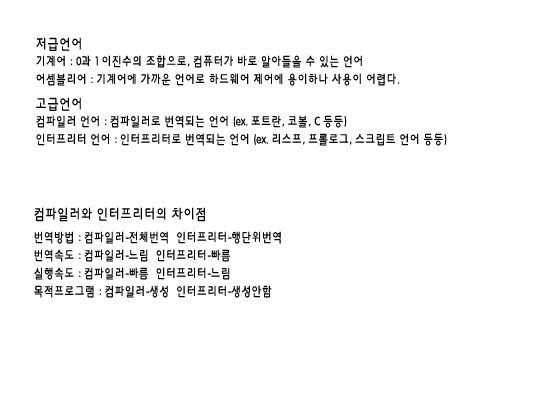 저급언어
기계어 : 0과 1 이진수의 조합으로, 컴퓨터가 바로 알아들을 수 있는 언어
어셈블리어 : 기계어에 가까운 언어로 하드웨어 제어에 용이하나 사용이 어렵다.
고급언어
컴파일러 언어 : 컴파일러로 번역되는 언어 (ex. 포트란, 코볼, C 등등)
인터프리터 언어 : 인터프리터로 번역되는 언어 (ex. 리스프, 프롤로그, 스크립트 언어 등등)
컴파일러와 인터프리터의 차이점
번역방법 : 컴파일러-전체번역 인터프리터-행단위번역
번역속도 : 컴파일러-느림 인터프리터-빠름
실행속도 : 컴파일러-빠름 인터프리터-느림
목적프로그램 : 컴파일러-생성 인터프리터-생성안함